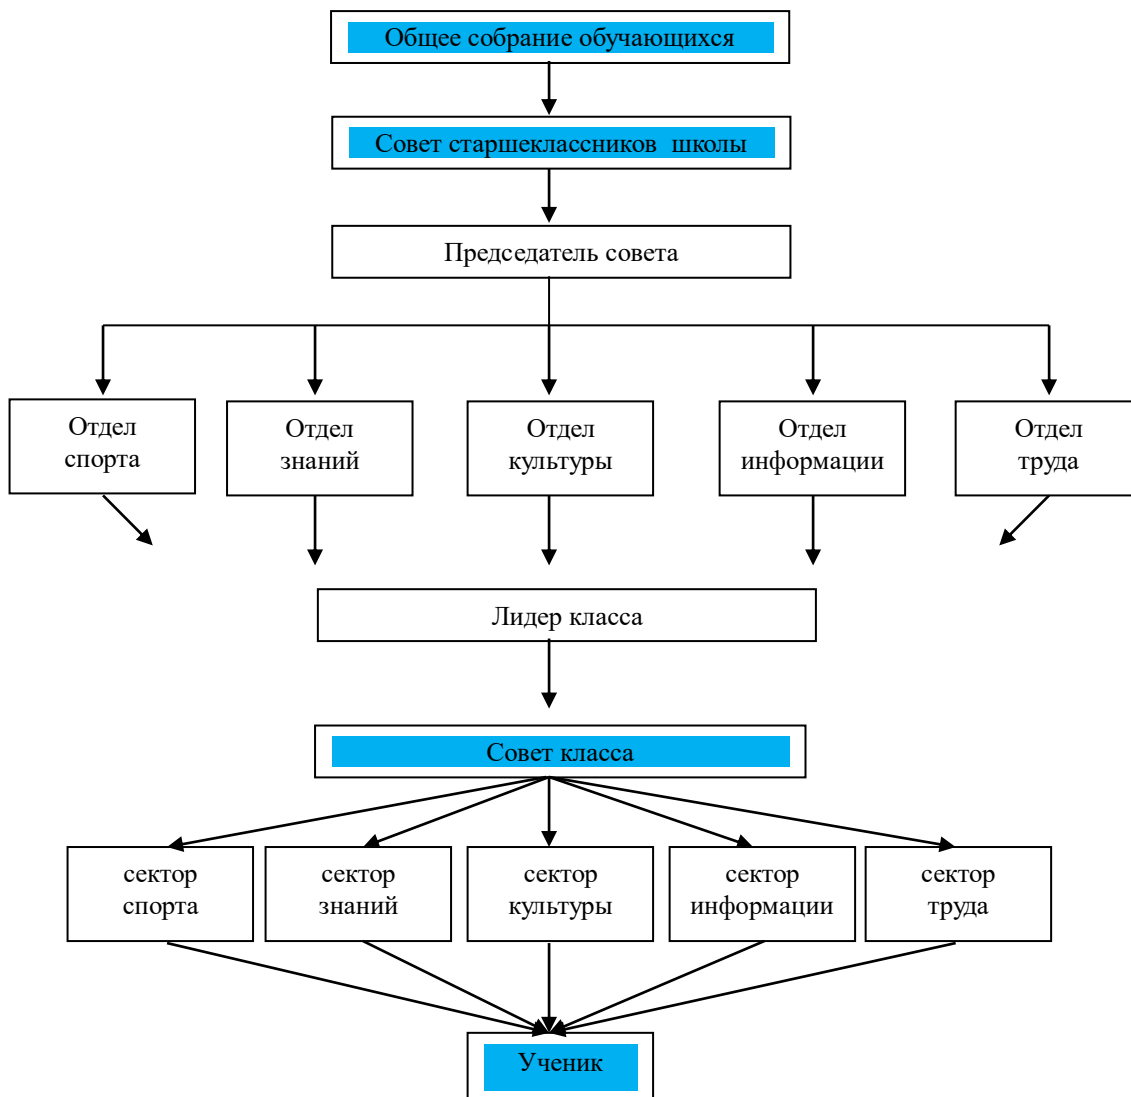 Общее собрание обучающихся
Совет старшеклассников  школы
Председатель совета
Отдел
спорта
Отдел
знаний
Отдел
культуры
Отдел
информации
Отдел
труда
Лидер класса
Совет класса
сектор
спорта
сектор
знаний
сектор
культуры
сектор
информации
сектор
труда
Ученик